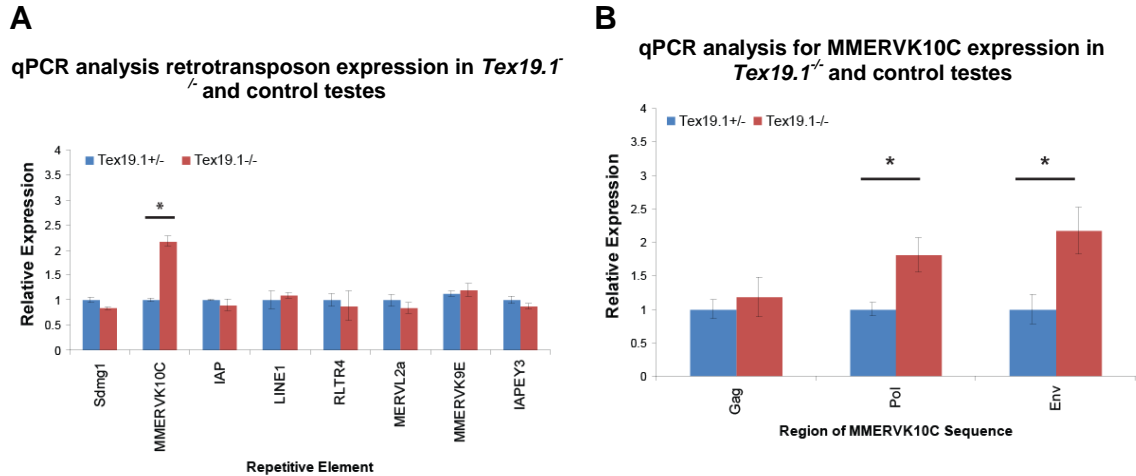 A
qPCR analysis retrotransposon expression in Tex19.1-
/- and control testes
Relative Expression
4
3.5
3
2.5
2
1.5
1
0.5
0
Tex19.1+/- Tex19.1-/-
*
Sdmg1
MMERVK10C
IAP
LINE1
RLTR4
MERVL2a
MMERVK9E
IAPEY3
Repetitive Element
B
qPCR analysis for MMERVK10C expression in
Tex19.1-/- and control testes
Relative Expression
4
3.5
3
2.5
2
1.5
1
0.5
0
Tex19.1+/- Tex19.1-/-
* *
Gag
Pol
Env
Region of MMERVK10C Sequence